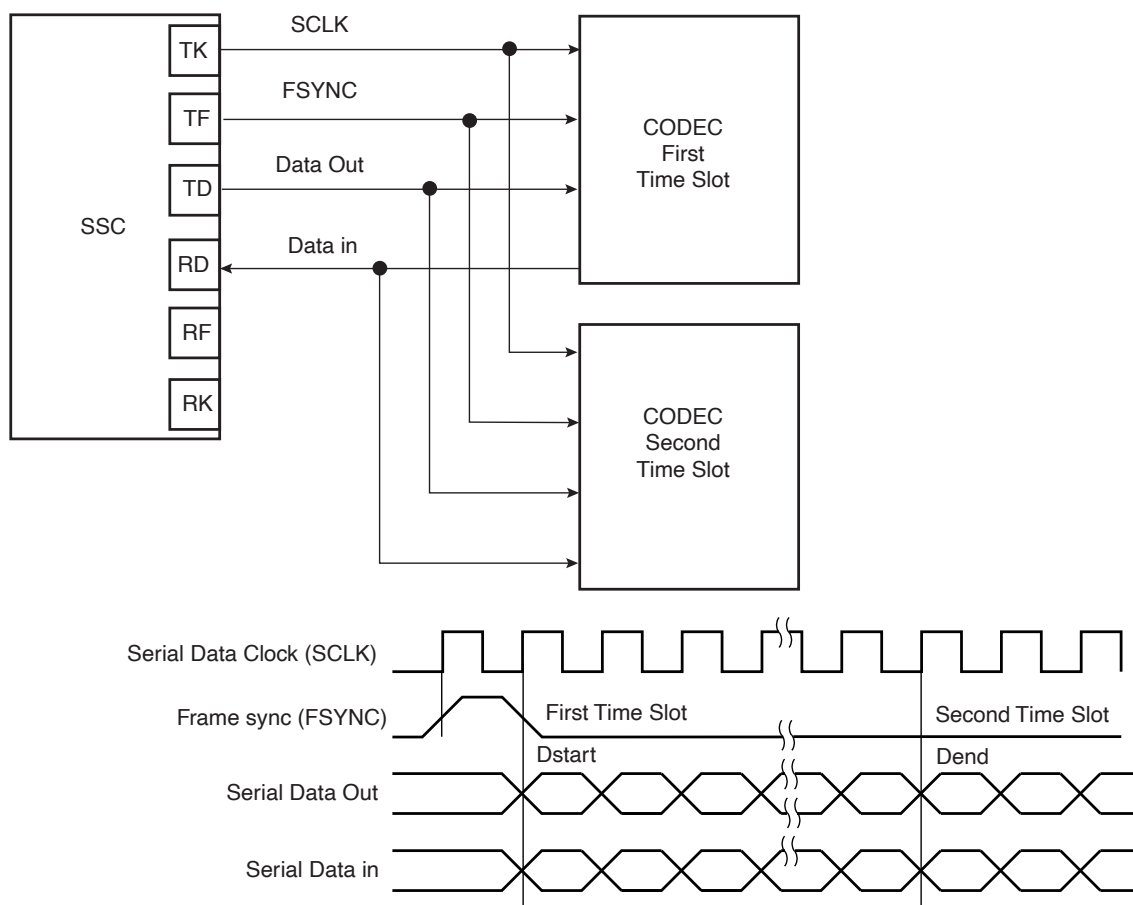 SSC
TK
TF
TD
RD
RF
RK
SCLK
FSYNC
Data Out
Data in
CODEC
First
Time Slot
CODEC
Second
Time Slot
Serial Data Clock (SCLK)
Frame sync (FSYNC)
First Time Slot
Second Time Slot
Dstart
Dend
Serial Data Out
Serial Data in